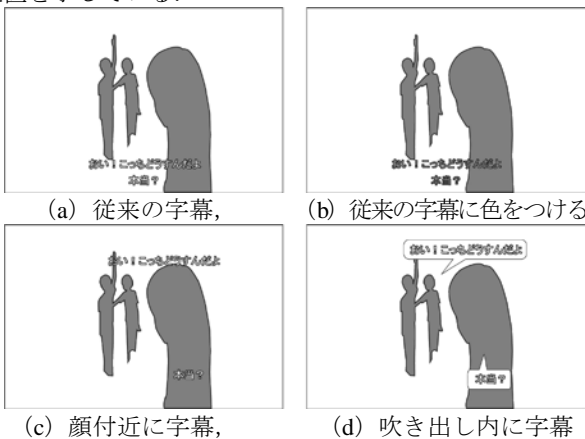 おい！こっちどうすんだよ
本当？
おい！こっちどうすんだよ
本当？
(a) 従来の字幕,
(b) 従来の字幕に色をつける
おい！こっちどうすんだよ
本当？
おい！こっちどうすんだよ
本当？
(c) 顔付近に字幕,
(d) 吹き出し内に字幕